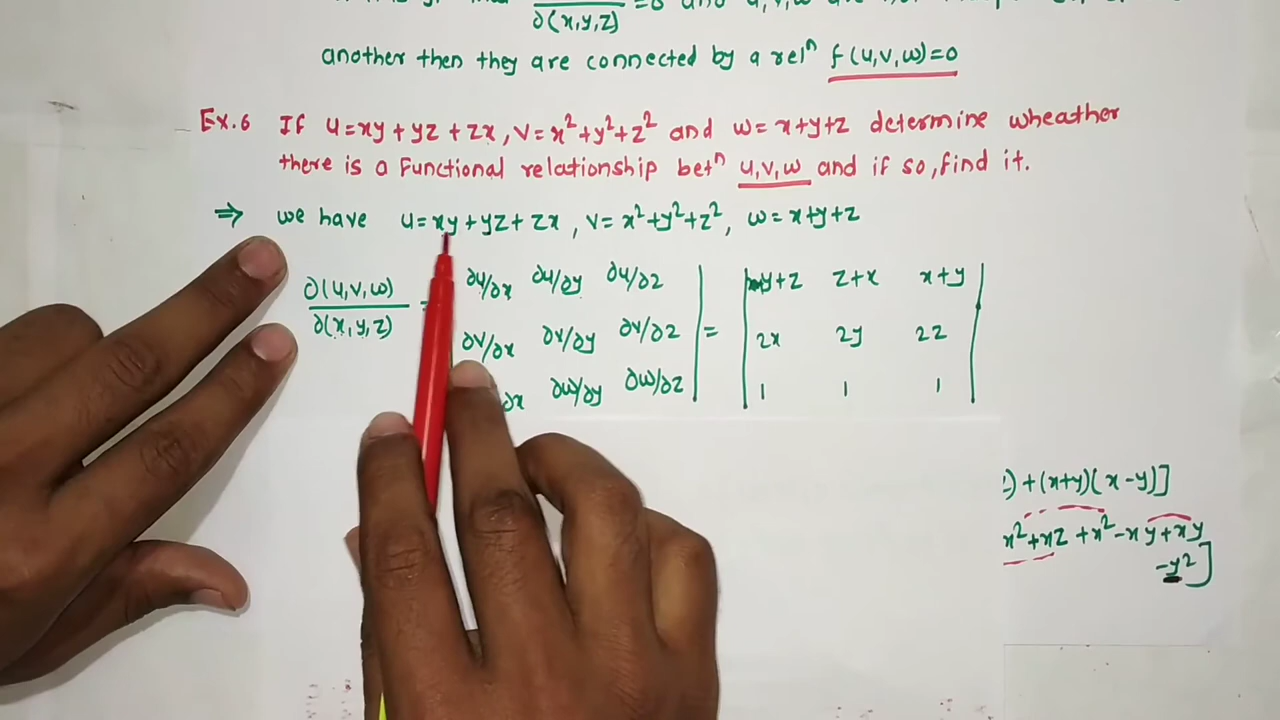 ∂(x,y,z)
another then they are connected by a relⁿ f(u,v,w)=0
Ex.6 If u=xy+yz+zx, v=x²+y²+z² and w=x+y+z determine wheather
there is a Functional relationship betⁿ u,v,w and if so, find it.
⇒ we have u=xy+yz+zx, v=x²+y²+z², w=x+y+z
∂(u,v,w) ∂u/∂x ∂u/∂y ∂u/∂z | y+z z+x x+y |
∂(x,y,z) ∂v/∂x ∂v/∂y ∂v/∂z | = | 2x 2y 2z |
∂x ∂w/∂y ∂w/∂z | 1 1 1 |
)+(x+y)(x-y)]
x²+xz+x²-xy+xy
-y²]